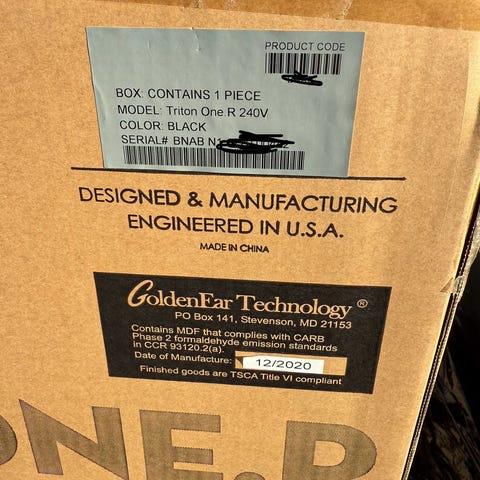 PRODUCT CODE
BOX: CONTAINS 1 PIECE
MODEL: Triton One.R 240V
COLOR: BLACK
SERIAL# BNAB
DESIGNED & MANUFACTURING
ENGINEERED IN U.S.A.
MADE IN CHINA
GoldenEar Technology ®
PO Box 141, Stevenson, MD 21153
Contains MDF that complies with CARB
Phase 2 formaldehyde emission standards
in CCR 93120.2(a).
Date of Manufacture: 12/2020
Finished goods are TSCA Title VI compliant
ONE.R